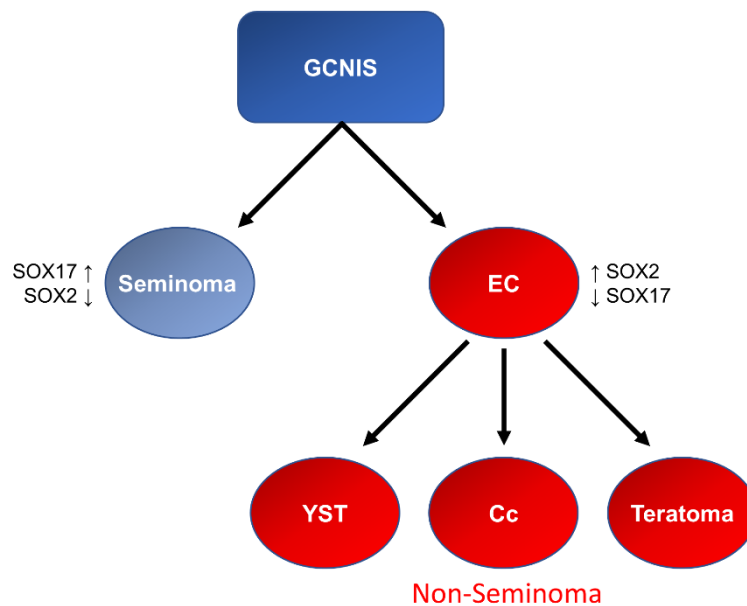 GCNIS
SOX17 ↑
SOX2 ↓
Seminoma
EC
↑ SOX2
↓ SOX17
YST
Cc
Teratoma
Non-Seminoma